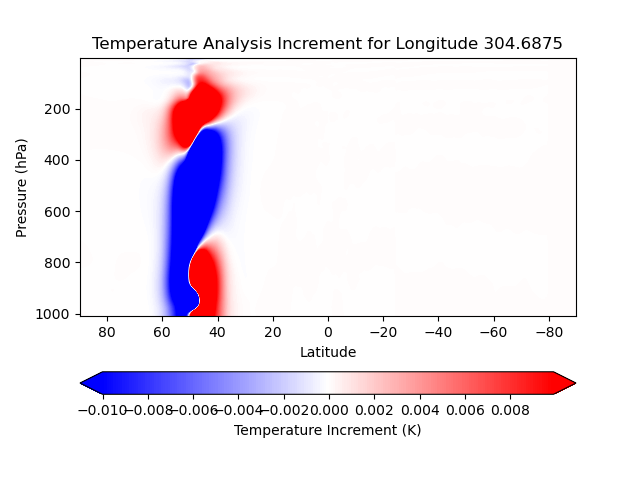 Temperature Analysis Increment for Longitude 304.6875
200
400
600
800
1000
Pressure (hPa)
80 60 40 20 0 −20 −40 −60 −80
Latitude
−0.010 −0.008 −0.006 −0.004 −0.002 0.000 0.002 0.004 0.006 0.008
Temperature Increment (K)